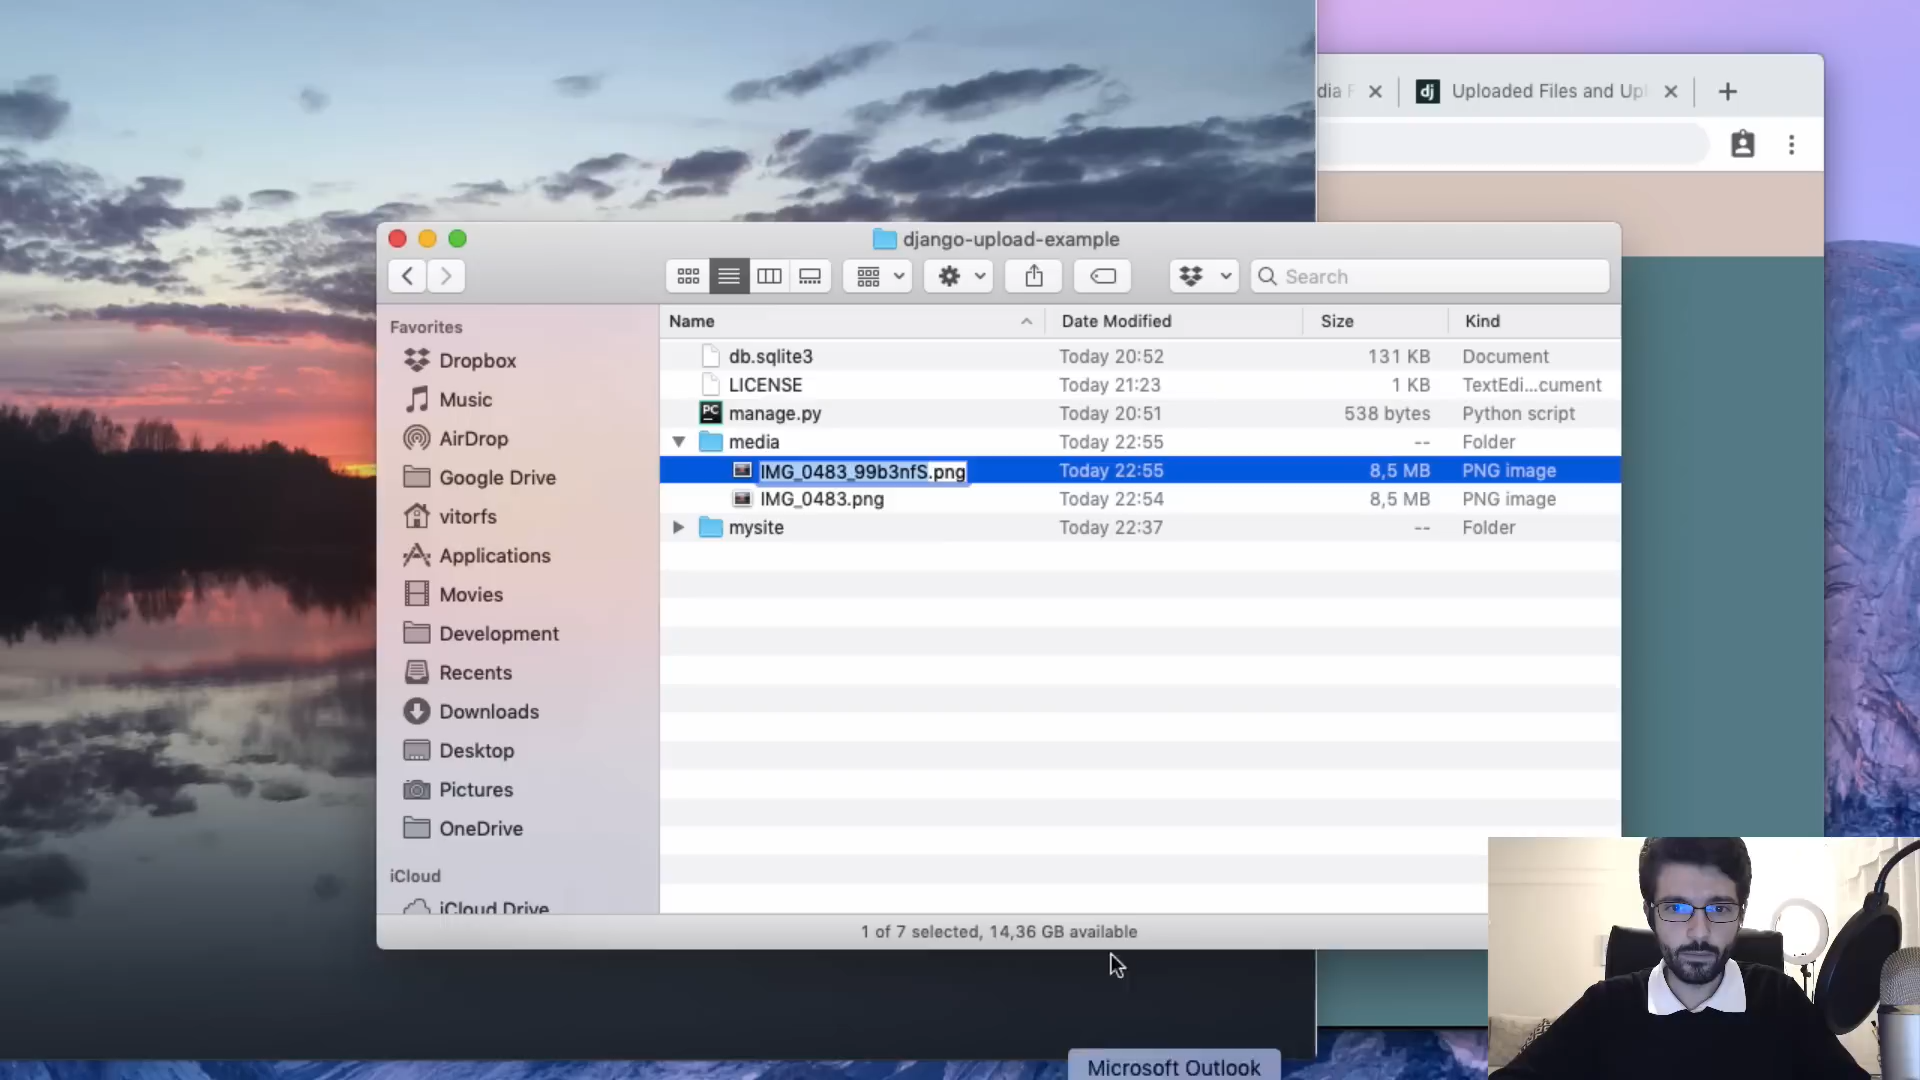 dia F
dj Uploaded Files and Upl
django-upload-example
Search
Name Date Modified Size Kind
Favorites
Dropbox
Music
AirDrop
Google Drive
vitorfs
Applications
Movies
Development
Recents
Downloads
Desktop
Pictures
OneDrive
iCloud
iCloud Drive
db.sqlite3 Today 20:52 131 KB Document
LICENSE Today 21:23 1 KB TextEdi...cument
PC manage.py Today 20:51 538 bytes Python script
media Today 22:55 -- Folder
IMG_0483_99b3nfS.png Today 22:55 8,5 MB PNG image
IMG_0483.png Today 22:54 8,5 MB PNG image
mysite Today 22:37 -- Folder
1 of 7 selected, 14,36 GB available
Microsoft Outlook